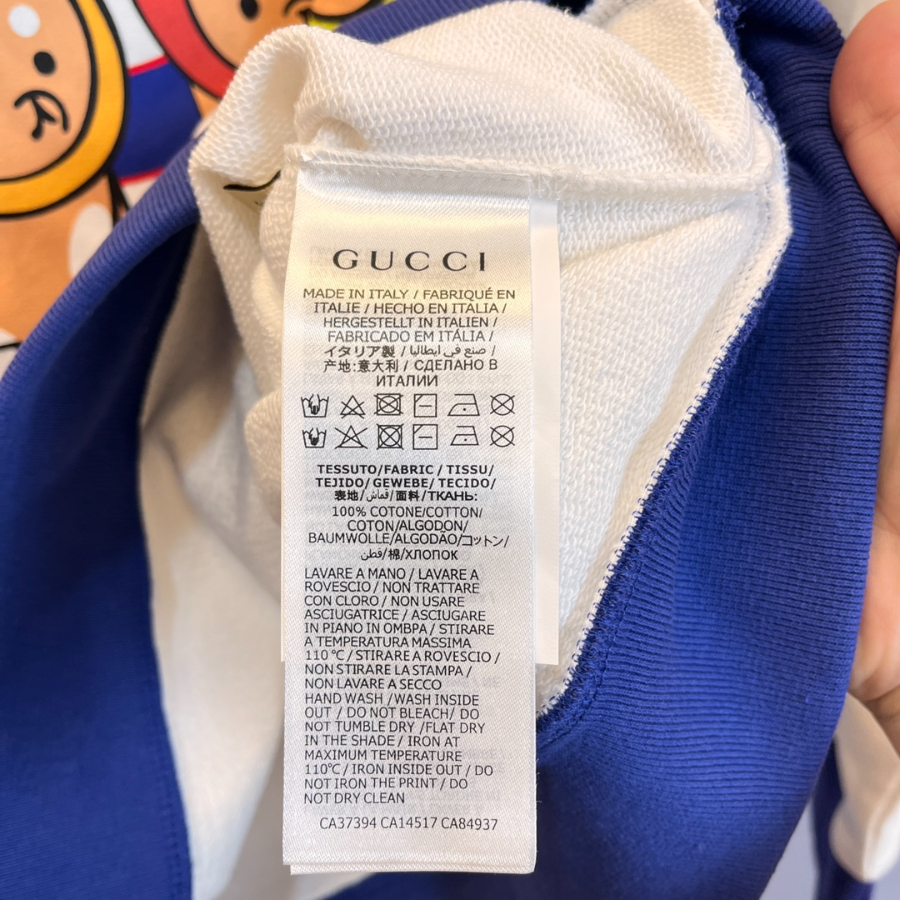 GUCCI
MADE IN ITALY / FABRIQUÉ EN
ITALIE / HECHO EN ITALIA /
HERGESTELLT IN ITALIEN /
FABRICADO EM ITÁLIA /
イタリア製 / صنع في ايطاليا /
产地:意大利 / СДЕЛАНО В
ИТАЛИИ
TESSUTO/FABRIC / TISSU/
TEJIDO/ GEWEBE/ TECIDO/
表地/قماش/面料/ТКАНЬ:
100% COTONE/COTTON/
COTON/ALGODON/
BAUMWOLLE/ALGODÃO/コットン/
قطن/棉/ХЛОПОК
LAVARE A MANO / LAVARE A
ROVESCIO / NON TRATTARE
CON CLORO / NON USARE
ASCIUGATRICE / ASCIUGARE
IN PIANO IN OMBPA / STIRARE
A TEMPERATURA MASSIMA
110 ℃ / STIRARE A ROVESCIO /
NON STIRARE LA STAMPA /
NON LAVARE A SECCO
HAND WASH /WASH INSIDE
OUT / DO NOT BLEACH/ DO
NOT TUMBLE DRY /FLAT DRY
IN THE SHADE / IRON AT
MAXIMUM TEMPERATURE
110℃ / IRON INSIDE OUT / DO
NOT IRON THE PRINT / DO
NOT DRY CLEAN
CA37394 CA14517 CA84937